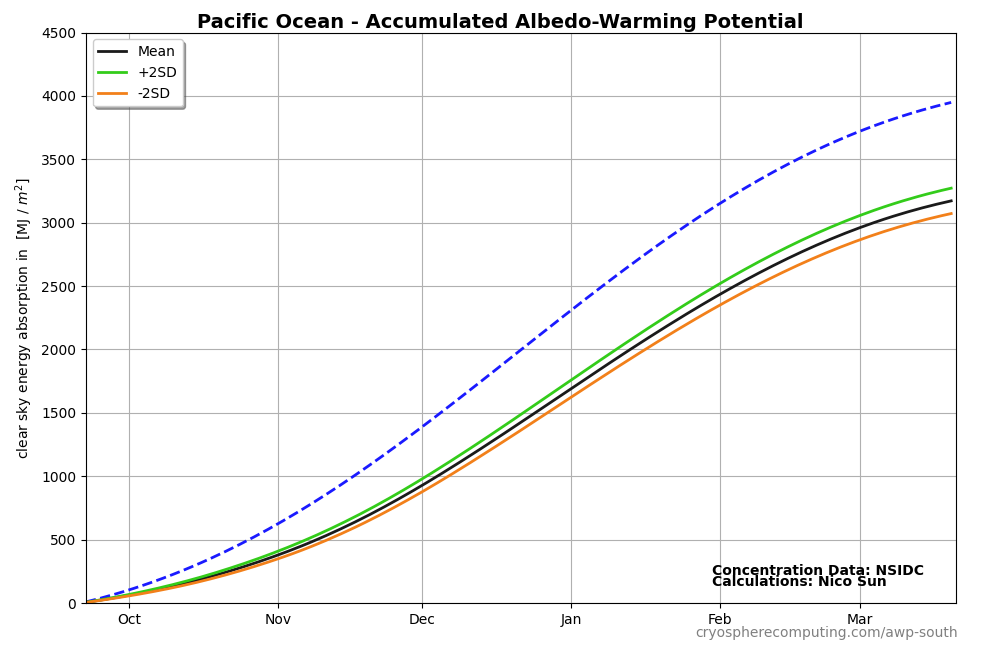 Pacific Ocean - Accumulated Albedo-Warming Potential
4500
4000
3500
3000
2500
2000
1500
1000
500
0
clear sky energy absorption in [MJ / m²]
Mean
+2SD
-2SD
Concentration Data: NSIDC
Calculations: Nico Sun
Oct Nov Dec Jan Feb Mar
cryospherecomputing.com/awp-south